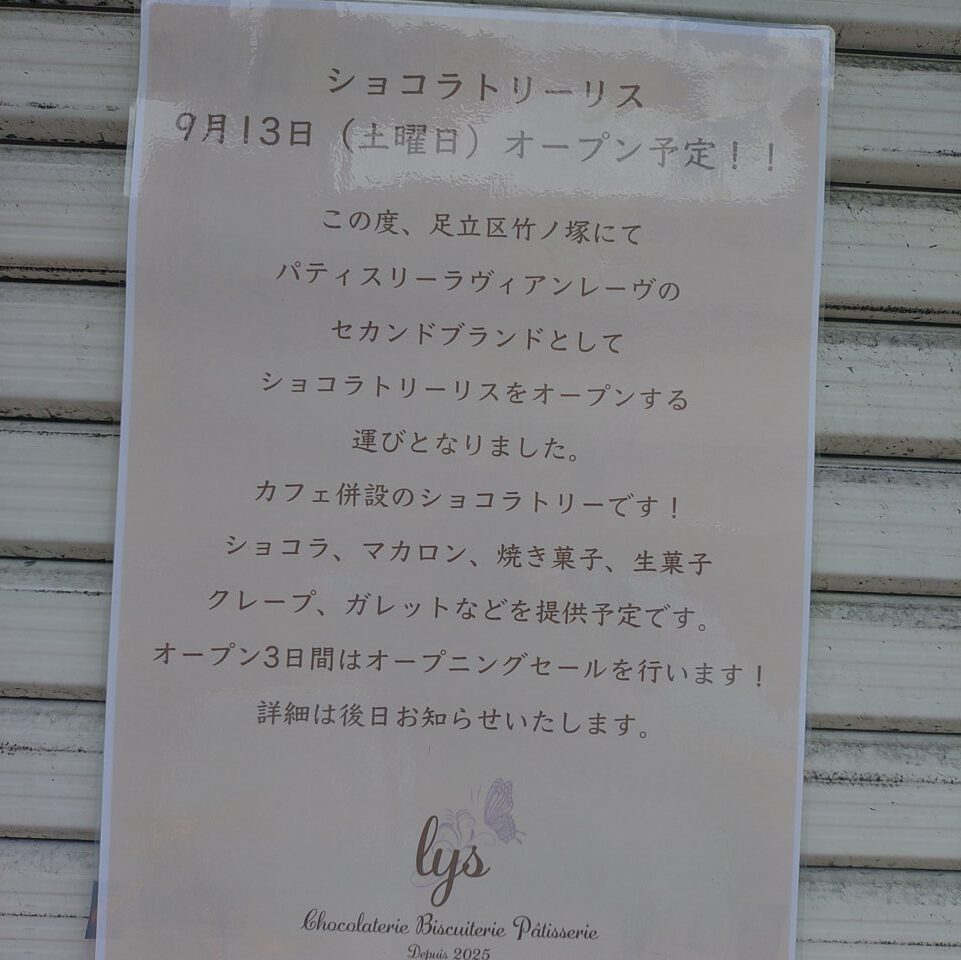 ショコラトリーリス
9月13日（土曜日）オープン予定！！
この度、足立区竹ノ塚にて
パティスリーラヴィアンレーヴの
セカンドブランドとして
ショコラトリーリスをオープンする
運びとなりました。
カフェ併設のショコラトリーです！
ショコラ、マカロン、焼き菓子、生菓子
クレープ、ガレットなどを提供予定です。
オープン3日間はオープニングセールを行います！
詳細は後日お知らせいたします。
lys
Chocolaterie Biscuiterie Pâtisserie
Depuis 2025